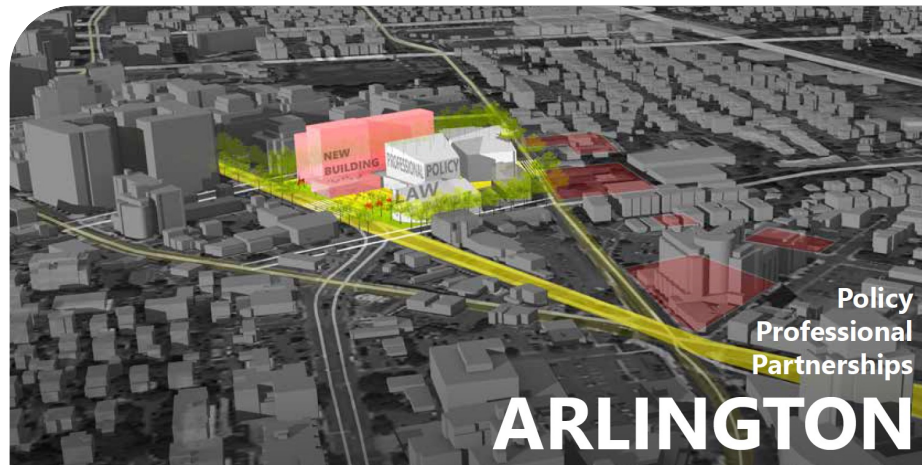 NEW
BUILDING
PROFESSIONAL
POLICY
LAW
Policy
Professional
Partnerships
ARLINGTON